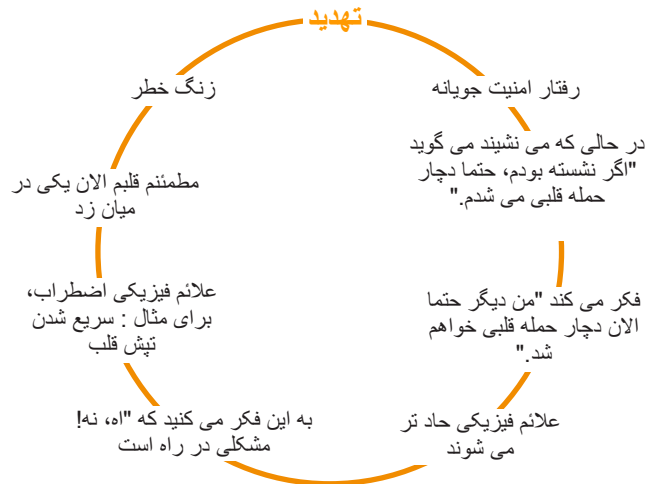 تهدید
زنگ خطر
مطمئنم قلبم الان یکی در
میان زد
علائم فیزیکی اضطراب،
برای مثال : سریع شدن
تپش قلب
به این فکر می کنید که "اه، نه!
مشکلی در راه است
علائم فیزیکی حاد تر
می شوند
فکر می کند "من دیگر حتما
الان دچار حمله قلبی خواهم
شد."
در حالی که می نشیند می گوید
"اگر نشسته بودم، حتما دچار
حمله قلبی می شدم."
رفتار امنیت جویانه